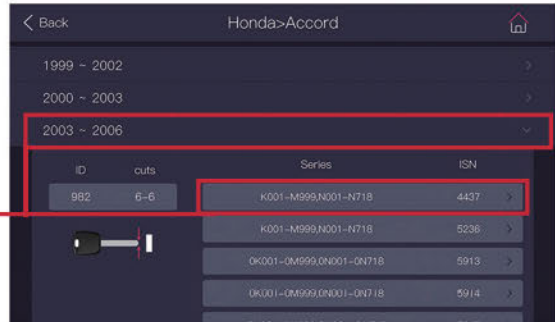 Back
Honda>Accord
1999 ~ 2002
2000 ~ 2003
2003 ~ 2006
ID cuts Series ISN
982 6-6 K001-M999,N001-N718 4437
K001-M999,N001-N718 5236
0K001-0M999,0N001-0N718 5913
0K001-0M999,0N001-0N718 5914